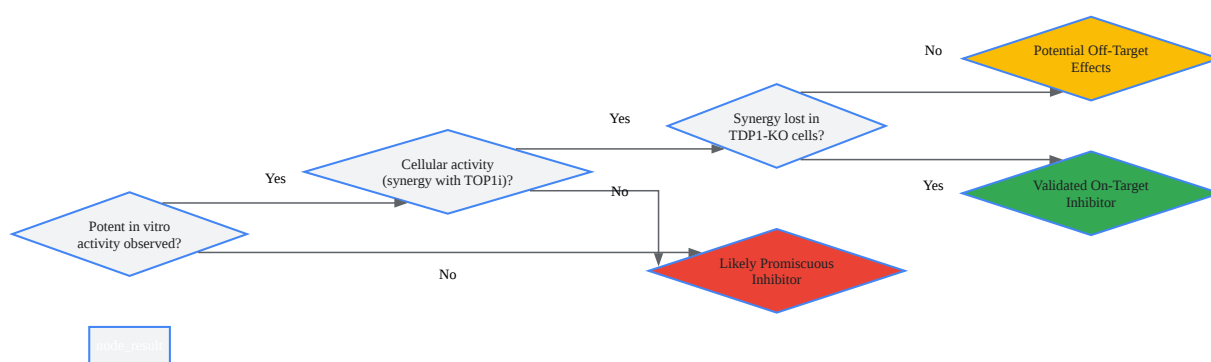 No
Potential Off-Target
Effects
Yes
Synergy lost in
TDP1-KO cells?
Cellular activity
(synergy with TOP1i)?
No
Yes
Yes
Validated On-Target
Inhibitor
Potent in vitro
activity observed?
No
Likely Promiscuous
Inhibitor
node_result